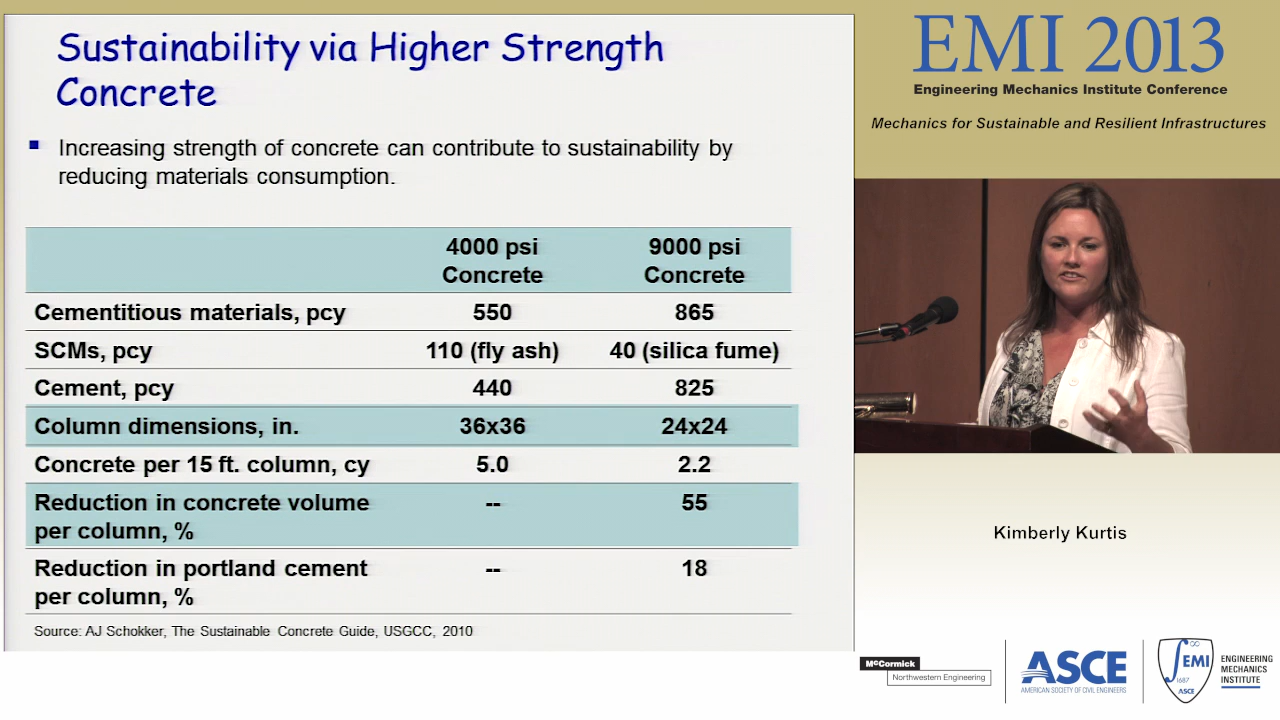 Sustainability via Higher Strength
Concrete
Increasing strength of concrete can contribute to sustainability by
reducing materials consumption.
4000 psi Concrete 9000 psi Concrete
Cementitious materials, pcy 550 865
SCMs, pcy 110 (fly ash) 40 (silica fume)
Cement, pcy 440 825
Column dimensions, in. 36x36 24x24
Concrete per 15 ft. column, cy 5.0 2.2
Reduction in concrete volume per column, % -- 55
Reduction in portland cement per column, % -- 18
Source: AJ Schokker, The Sustainable Concrete Guide, USGCC, 2010
EMI 2013
Engineering Mechanics Institute Conference
Mechanics for Sustainable and Resilient Infrastructures
Kimberly Kurtis
McCormick
Northwestern Engineering
ASCE
AMERICAN SOCIETY OF CIVIL ENGINEERS
EMI
1687
ASCE
ENGINEERING
MECHANICS
INSTITUTE